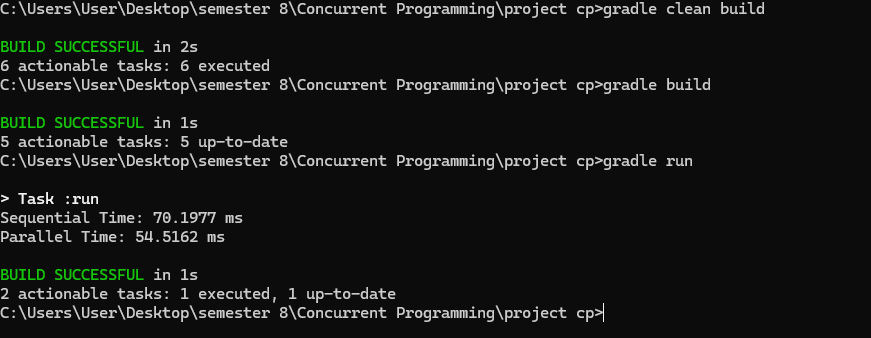 C:\Users\User\Desktop\semester 8\Concurrent Programming\project cp>gradle clean build
BUILD SUCCESSFUL in 2s
6 actionable tasks: 6 executed
C:\Users\User\Desktop\semester 8\Concurrent Programming\project cp>gradle build
BUILD SUCCESSFUL in 1s
5 actionable tasks: 5 up-to-date
C:\Users\User\Desktop\semester 8\Concurrent Programming\project cp>gradle run
> Task :run
Sequential Time: 70.1977 ms
Parallel Time: 54.5162 ms
BUILD SUCCESSFUL in 1s
2 actionable tasks: 1 executed, 1 up-to-date
C:\Users\User\Desktop\semester 8\Concurrent Programming\project cp>